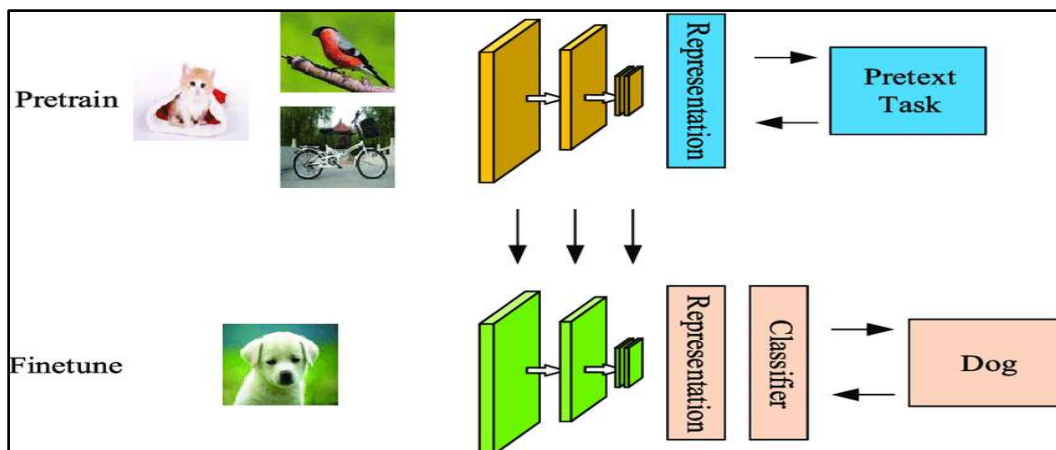 Pretrain
Representation
Pretext
Task
Finetune
Representation
Classifier
Dog